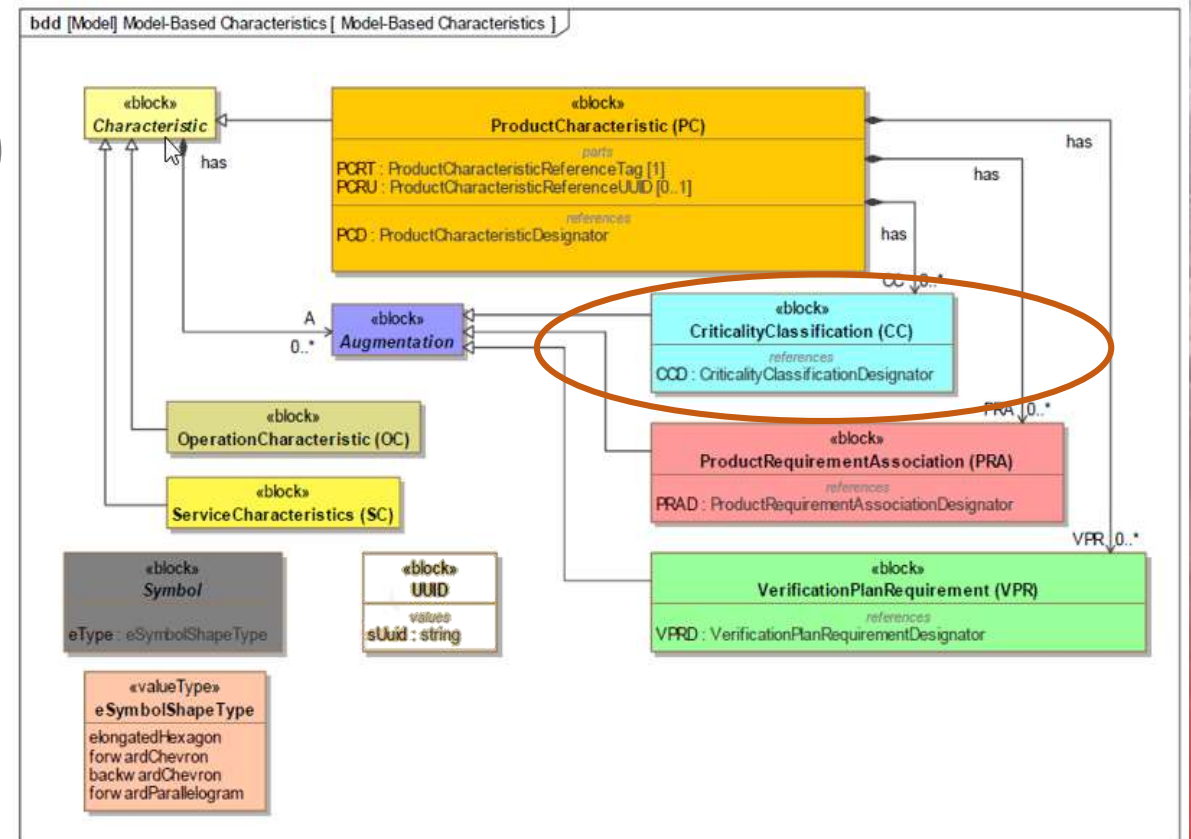 bdd [Model] Model-Based Characteristics [ Model-Based Characteristics ]
«block»
Characteristic
has
«block»
ProductCharacteristic (PC)
parts
PCRT : ProductCharacteristicReferenceTag [1]
PCRU : ProductCharacteristicReferenceUUID [0..1]
references
PCD : ProductCharacteristicDesignator
has
has
has
CC 0..*
A
0..*
«block»
Augmentation
«block»
CriticalityClassification (CC)
references
CCD : CriticalityClassificationDesignator
PRA 0..*
«block»
OperationCharacteristic (OC)
«block»
ProductRequirementAssociation (PRA)
references
PRAD : ProductRequirementAssociationDesignator
«block»
ServiceCharacteristics (SC)
VPR 0..*
«block»
Symbol
eType : eSymbolShapeType
«block»
UUID
values
sUuid : string
«block»
VerificationPlanRequirement (VPR)
references
VPRD : VerificationPlanRequirementDesignator
«valueType»
eSymbolShapeType
elongatedHexagon
forwardChevron
backwardChevron
forwardParallelogram